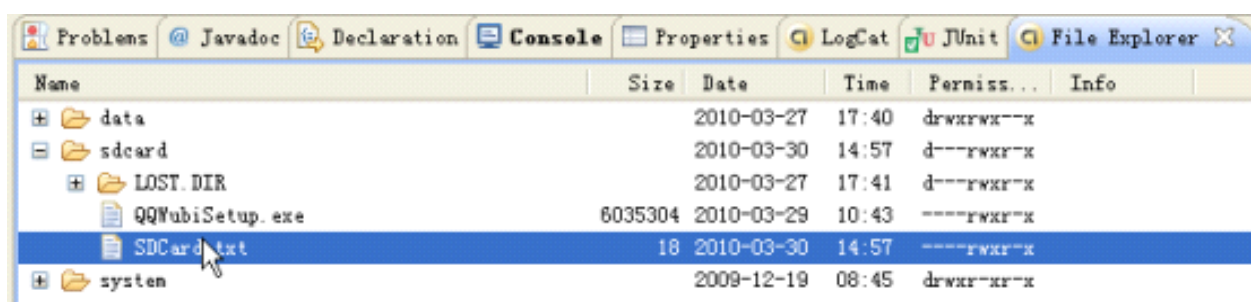 Problems @ Javadoc Declaration Console Properties LogCat JUnit File Explorer
Name Size Date Time Permiss... Info
data 2010-03-27 17:40 drwxrwx--x
sdcard 2010-03-30 14:57 d---rwxr-x
LOST.DIR 2010-03-27 17:41 d---rwxr-x
QQWubiSetup.exe 6035304 2010-03-29 10:43 ----rwxr-x
SDCard.txt 18 2010-03-30 14:57 ----rwxr-x
system 2009-12-19 08:45 drwxr-xr-x